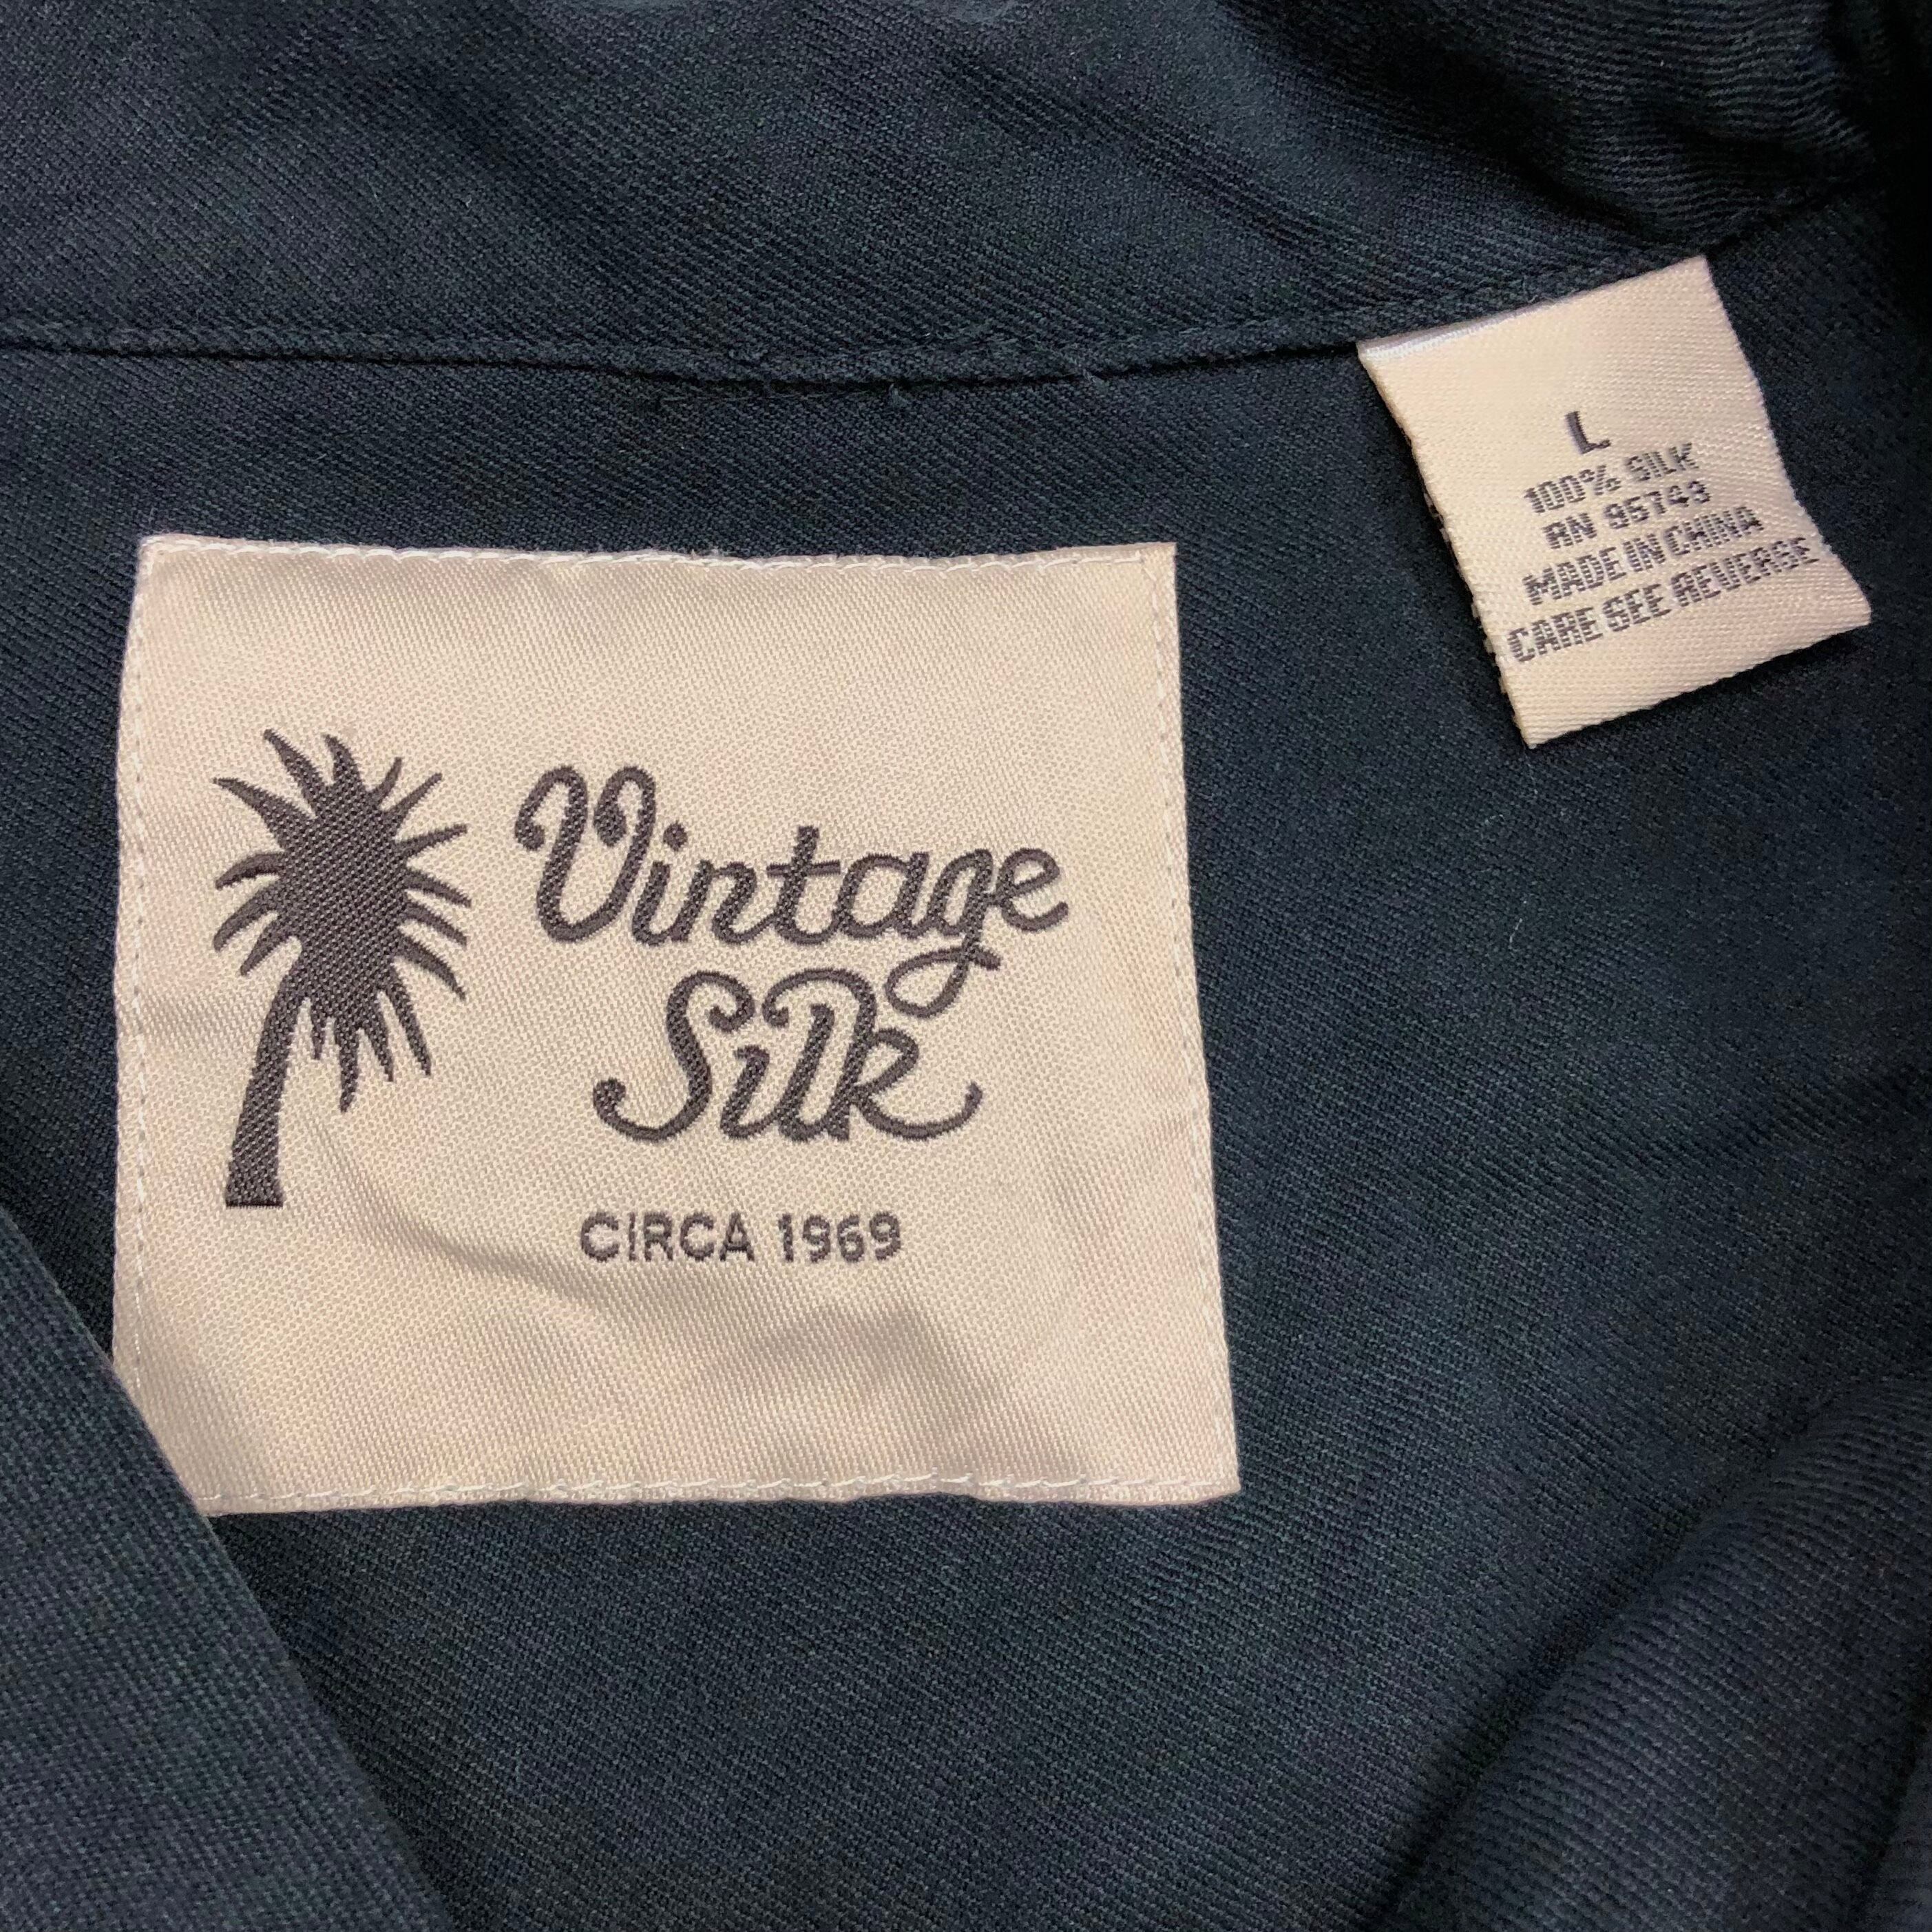 Vintage
Silk
CIRCA 1969
L
100% SILK
RN 95743
MADE IN CHINA
CARE SEE REVERSE